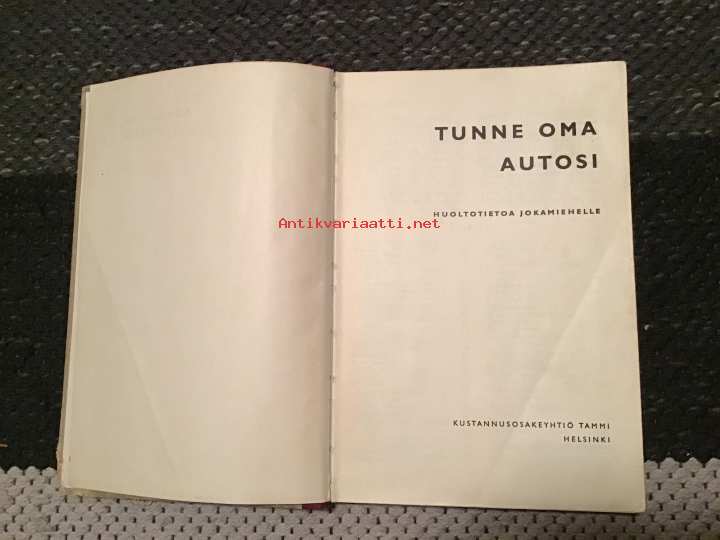 TUNNE OMA
AUTOSI
HUOLTOTIETOA JOKAMIEHELLE
Antikvariaatti.net
KUSTANNUSOSAKEYHTIÖ TAMMI
HELSINKI